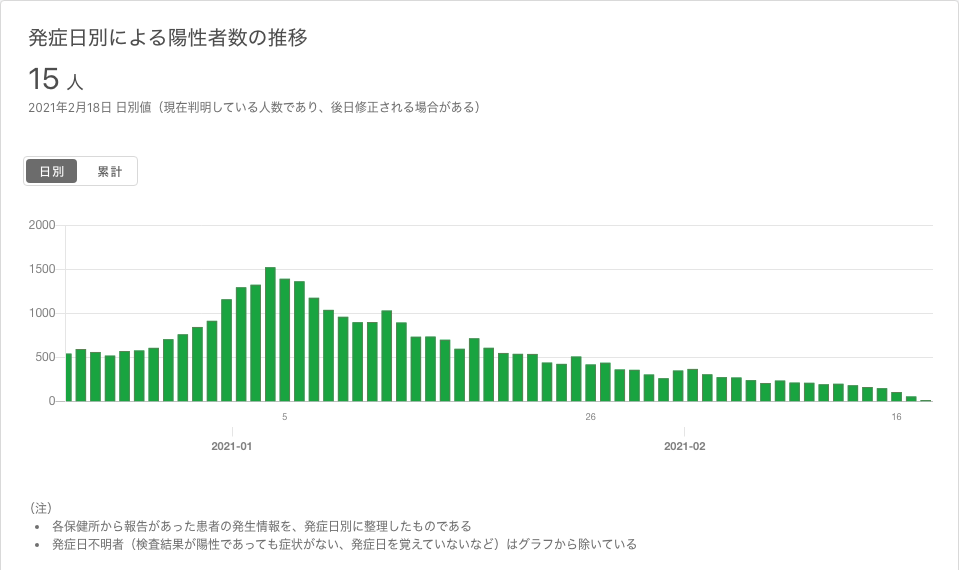 発症日別による陽性者数の推移
15 人
2021年2月18日 日別値（現在判明している人数であり、後日修正される場合がある）
日別 累計
2000
1500
1000
500
0
5 26 16
2021-01 2021-02
（注）
• 各保健所から報告があった患者の発生情報を、発症日別に整理したものである
• 発症日不明者（検査結果が陽性であっても症状がない、発症日を覚えていないなど）はグラフから除いている